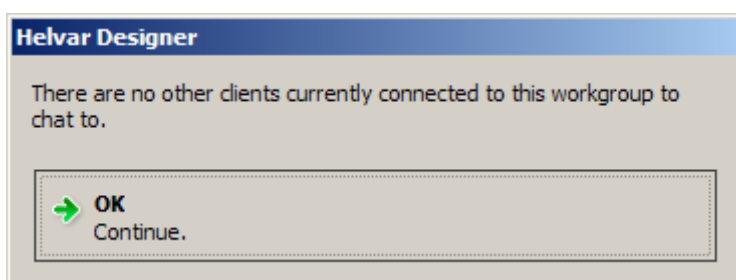 Helvar Designer
There are no other clients currently connected to this workgroup to
chat to.
OK
Continue.